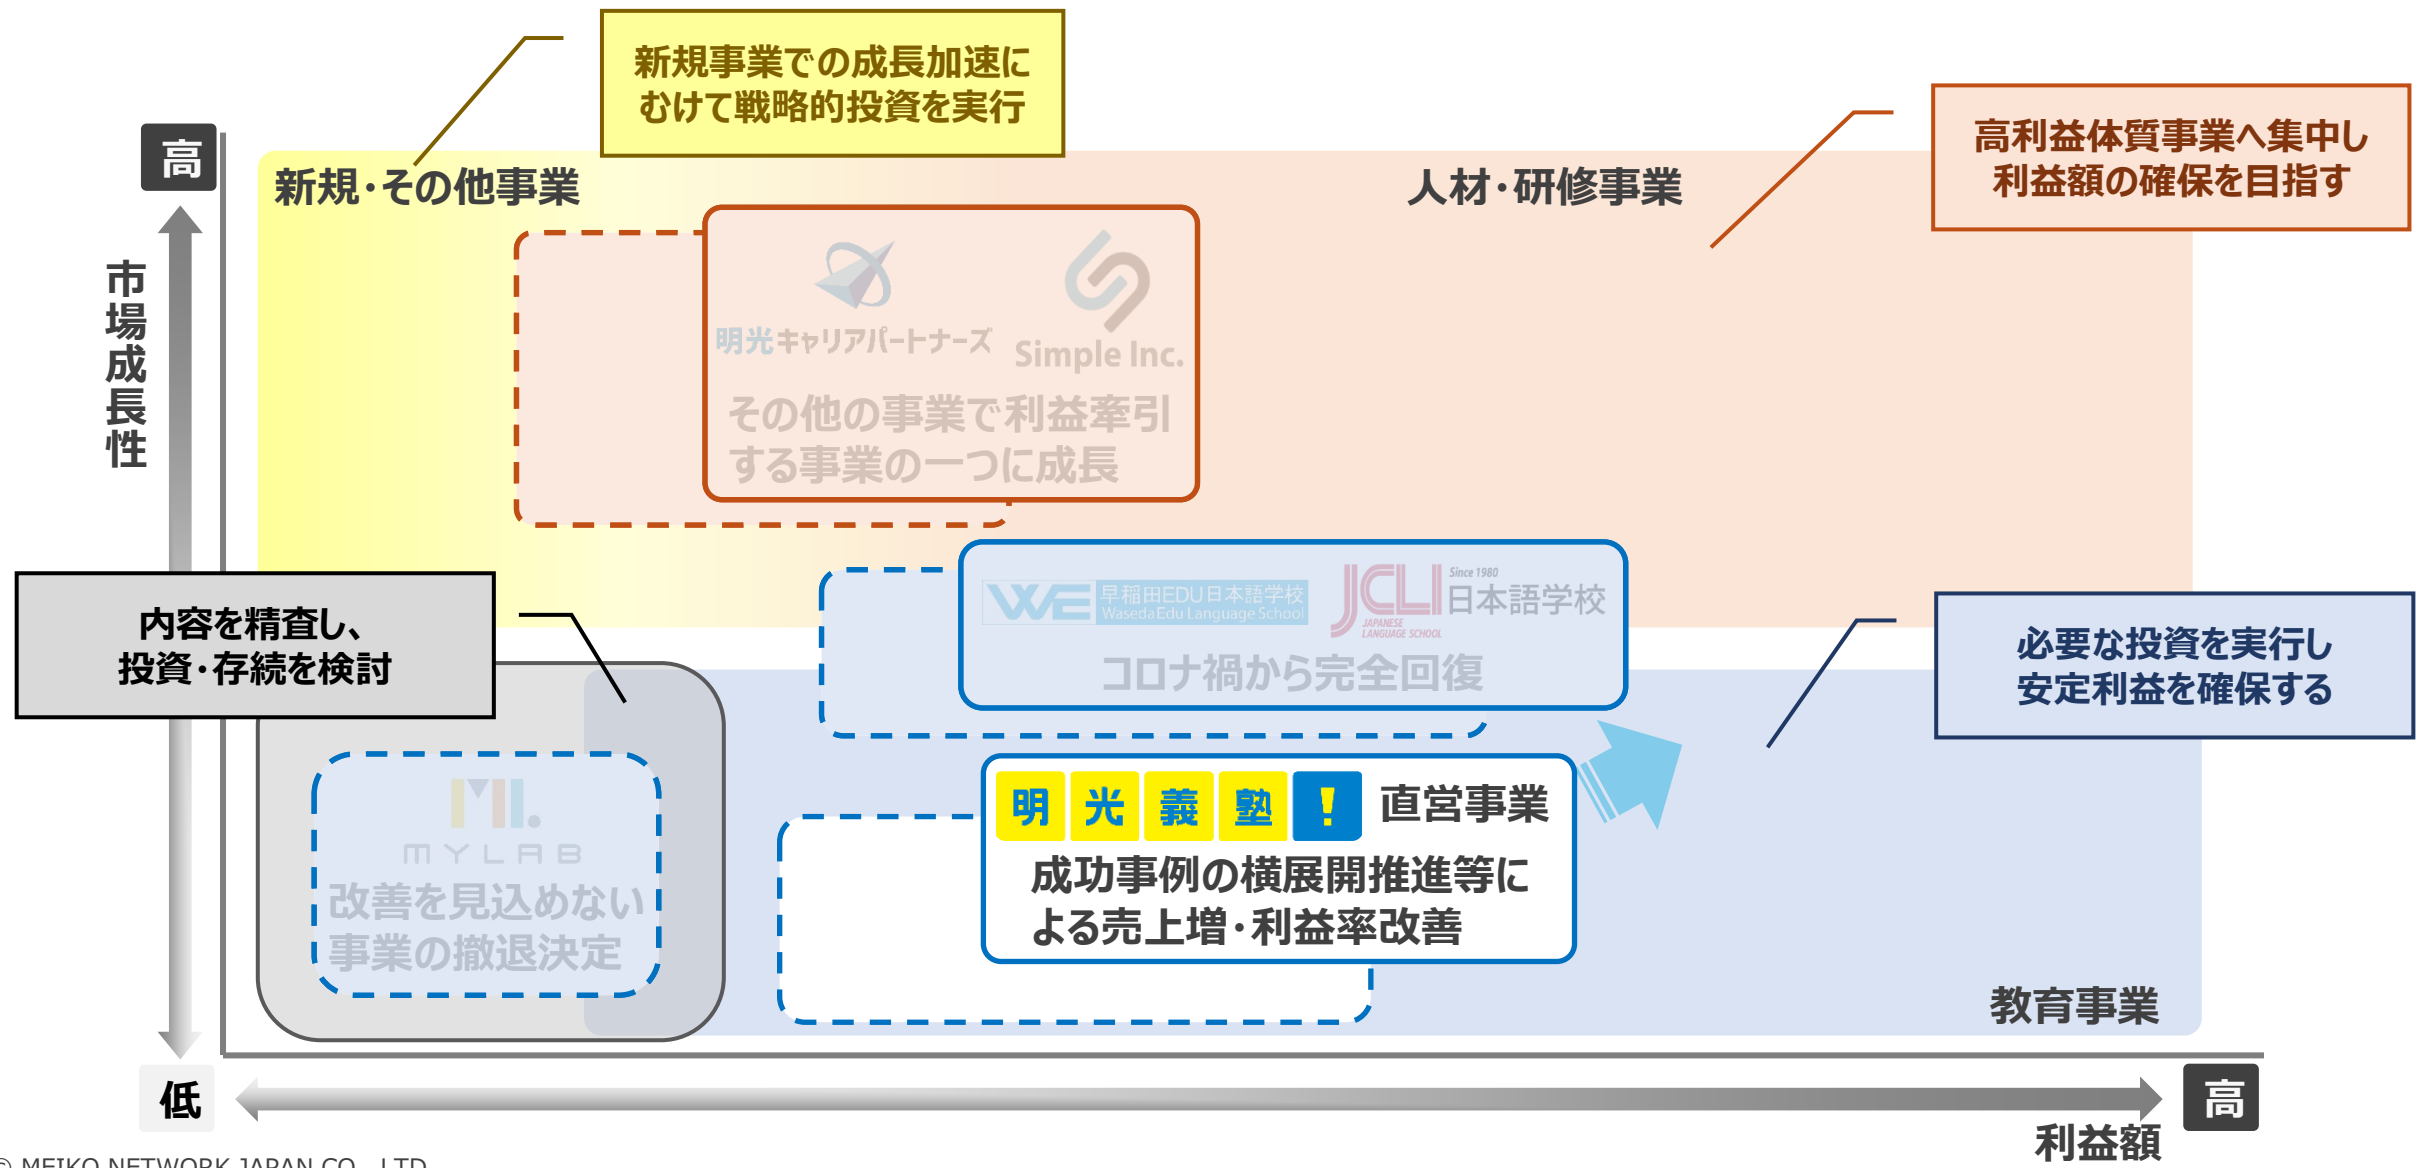 新規事業での成長加速に
むけて戦略的投資を実行
高利益体質事業へ集中し
利益額の確保を目指す
高
新規・その他事業
人材・研修事業
市場成長性
明光キャリアパートナーズ
Simple Inc.
その他の事業で利益牽引
する事業の一つに成長
内容を精査し、
投資・存続を検討
WE 早稲田EDU日本語学校
Waseda Edu Language School
JCLI Since 1980
日本語学校
JAPANESE
LANGUAGE SCHOOL
コロナ禍から完全回復
必要な投資を実行し
安定利益を確保する
明光義塾! 直営事業
成功事例の横展開推進等に
よる売上増・利益率改善
MYLAB
改善を見込めない
事業の撤退決定
教育事業
低
高
利益額
© MEIKO NETWORK JAPAN CO., LTD.